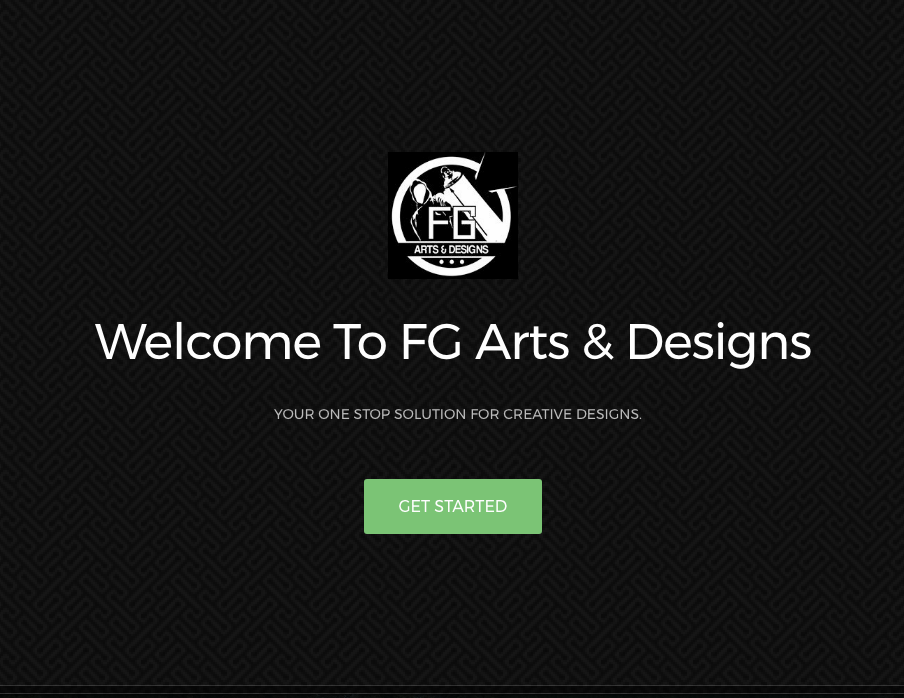 FG
ARTS & DESIGNS
Welcome To FG Arts & Designs
YOUR ONE STOP SOLUTION FOR CREATIVE DESIGNS.
GET STARTED